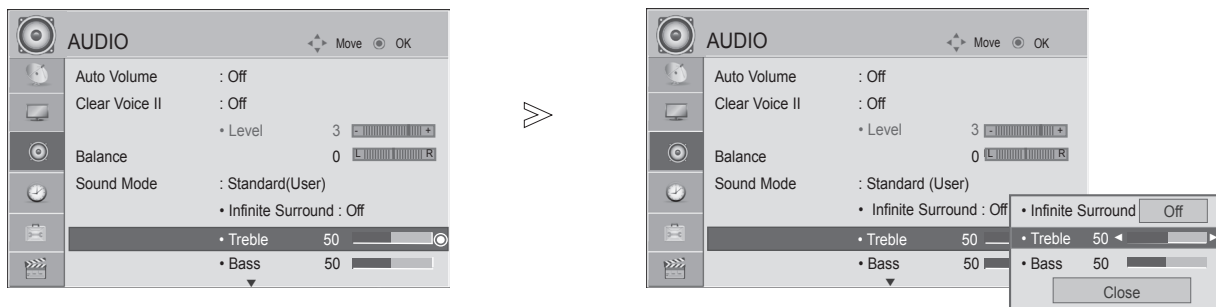 AUDIO
Move OK
Auto Volume : Off
Clear Voice II : Off
• Level 3 - +
Balance 0 L R
Sound Mode : Standard(User)
• Infinite Surround : Off
• Treble 50
• Bass 50
AUDIO
Move OK
Auto Volume : Off
Clear Voice II : Off
• Level 3 - +
Balance 0 L R
Sound Mode : Standard (User)
• Infinite Surround : Off
• Treble 50
• Bass 50
• Infinite Surround Off
• Treble 50
• Bass 50
Close